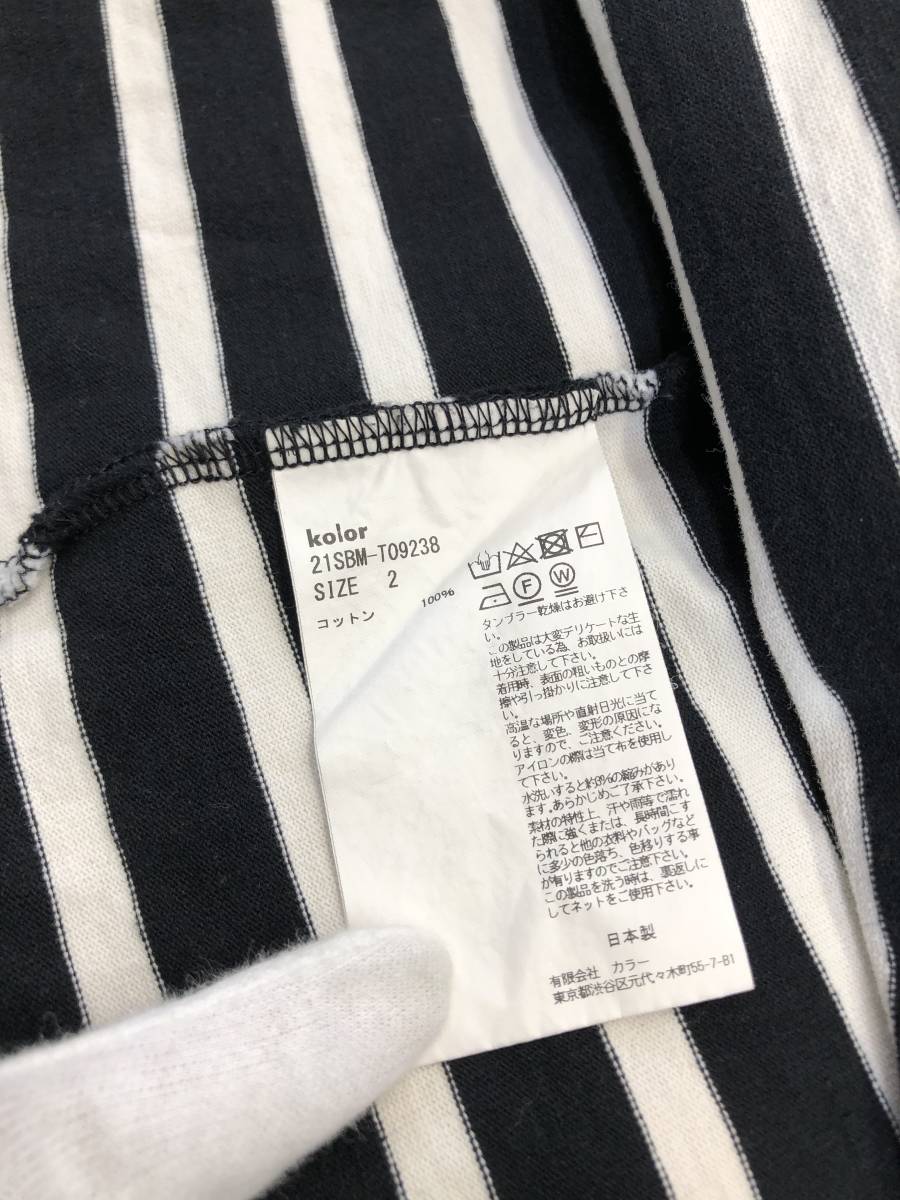 kolor
21SBM-T09238
SIZE 2
コットン 100%
F W
タンブラー乾燥はお避け下さ
い。
この製品は大変デリケートな生
地をしている為、お取扱いには
十分注意して下さい。
着用時、表面の粗いものとの摩
擦や引っ掛かりに注意して下さ
い。
高温な場所や直射日光に当て
ると、変色、変形の原因にな
りますので、ご注意ください。
アイロンの際は当て布を使用し
て下さい。
水洗いすると約3%の縮みがあり
ます。あらかじめご了承下さい。
素材の特性上、汗や雨等で濡れ
た際に強くまたは、長時間こす
られると他の衣料やバッグなど
に多少の色落ち、色移りする事
が有りますのでご注意下さい。
この製品を洗う時は、裏返しに
してネットをご使用下さい。
日本製
有限会社 カラー
東京都渋谷区元代々木町55-7-B1